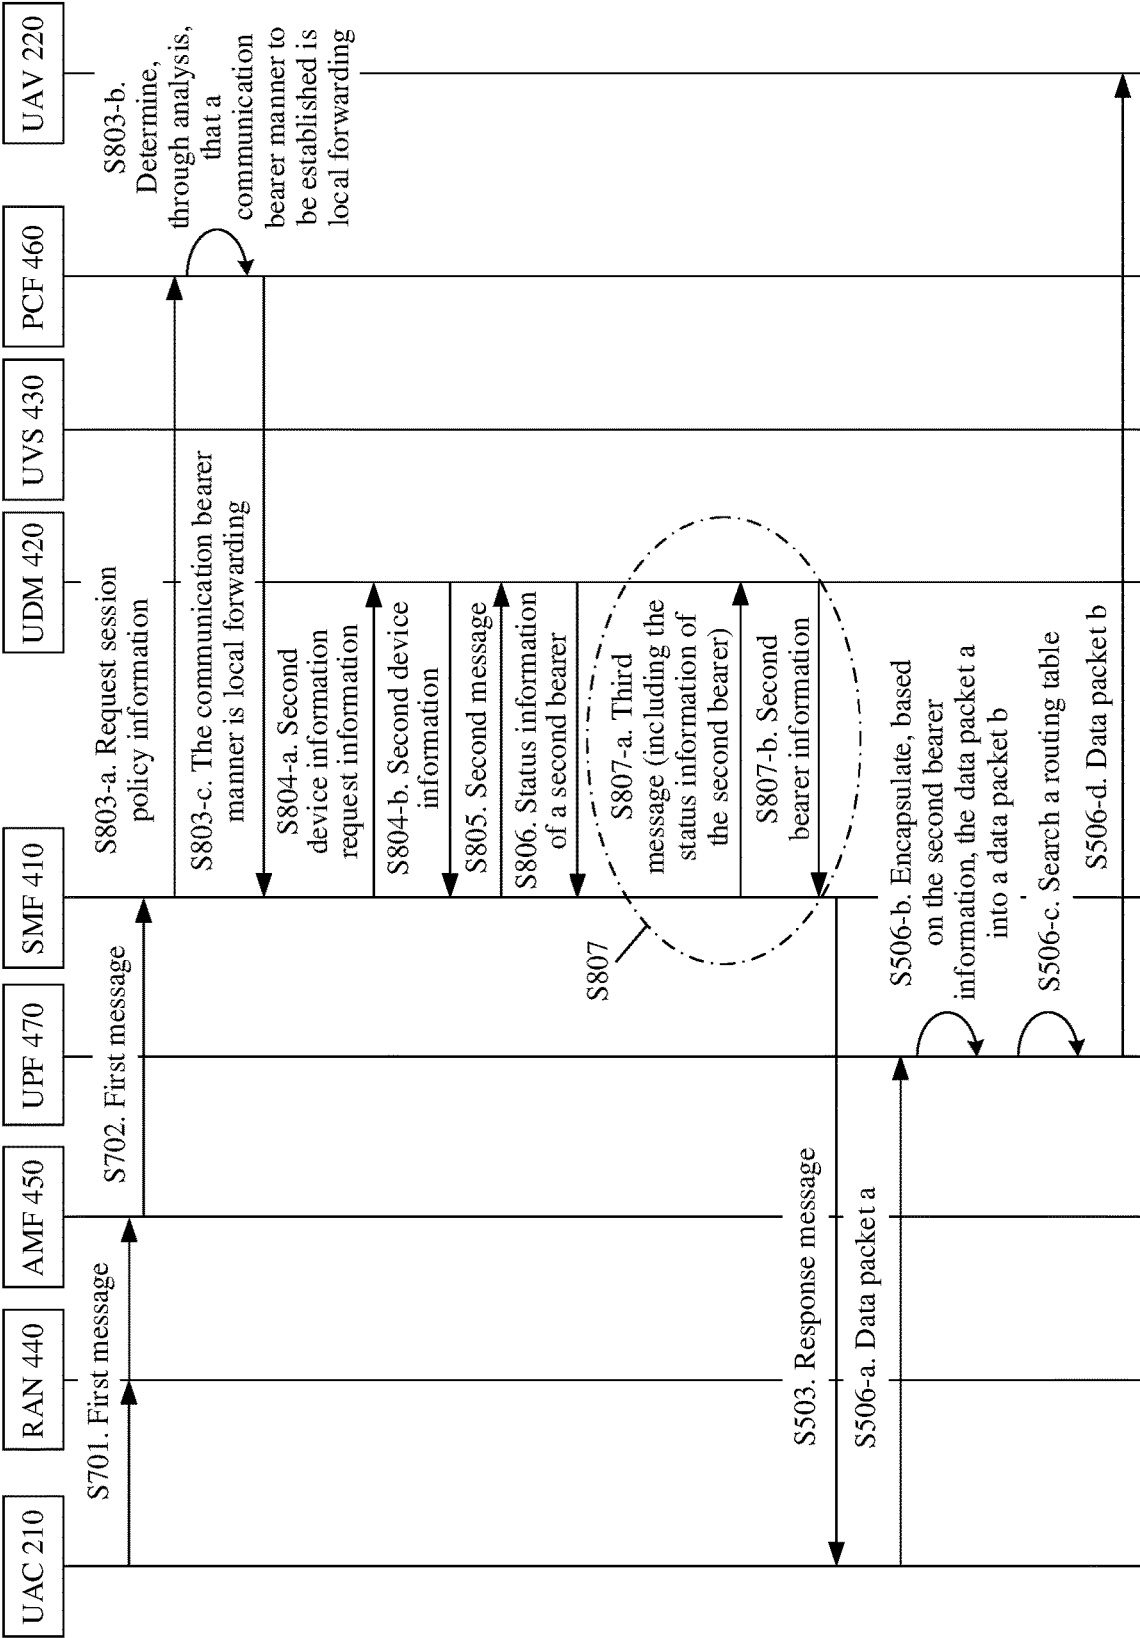 UAC 210
RAN 440
AMF 450
UPF 470
SMF 410
UDM 420
UVS 430
PCF 460
UAV 220
S701. First message
S702. First message
S803-a. Request session
policy information
S803-b.
Determine,
through analysis,
that a
communication
bearer manner to
be established is
local forwarding
S803-c. The communication bearer
manner is local forwarding
S804-a. Second
device information
request information
S804-b. Second device
information
S805. Second message
S806. Status information
of a second bearer
S807
S807-a. Third
message (including the
status information of
the second bearer)
S807-b. Second
bearer information
S503. Response message
S506-a. Data packet a
S506-b. Encapsulate, based
on the second bearer
information, the data packet a
into a data packet b
S506-c. Search a routing table
S506-d. Data packet b